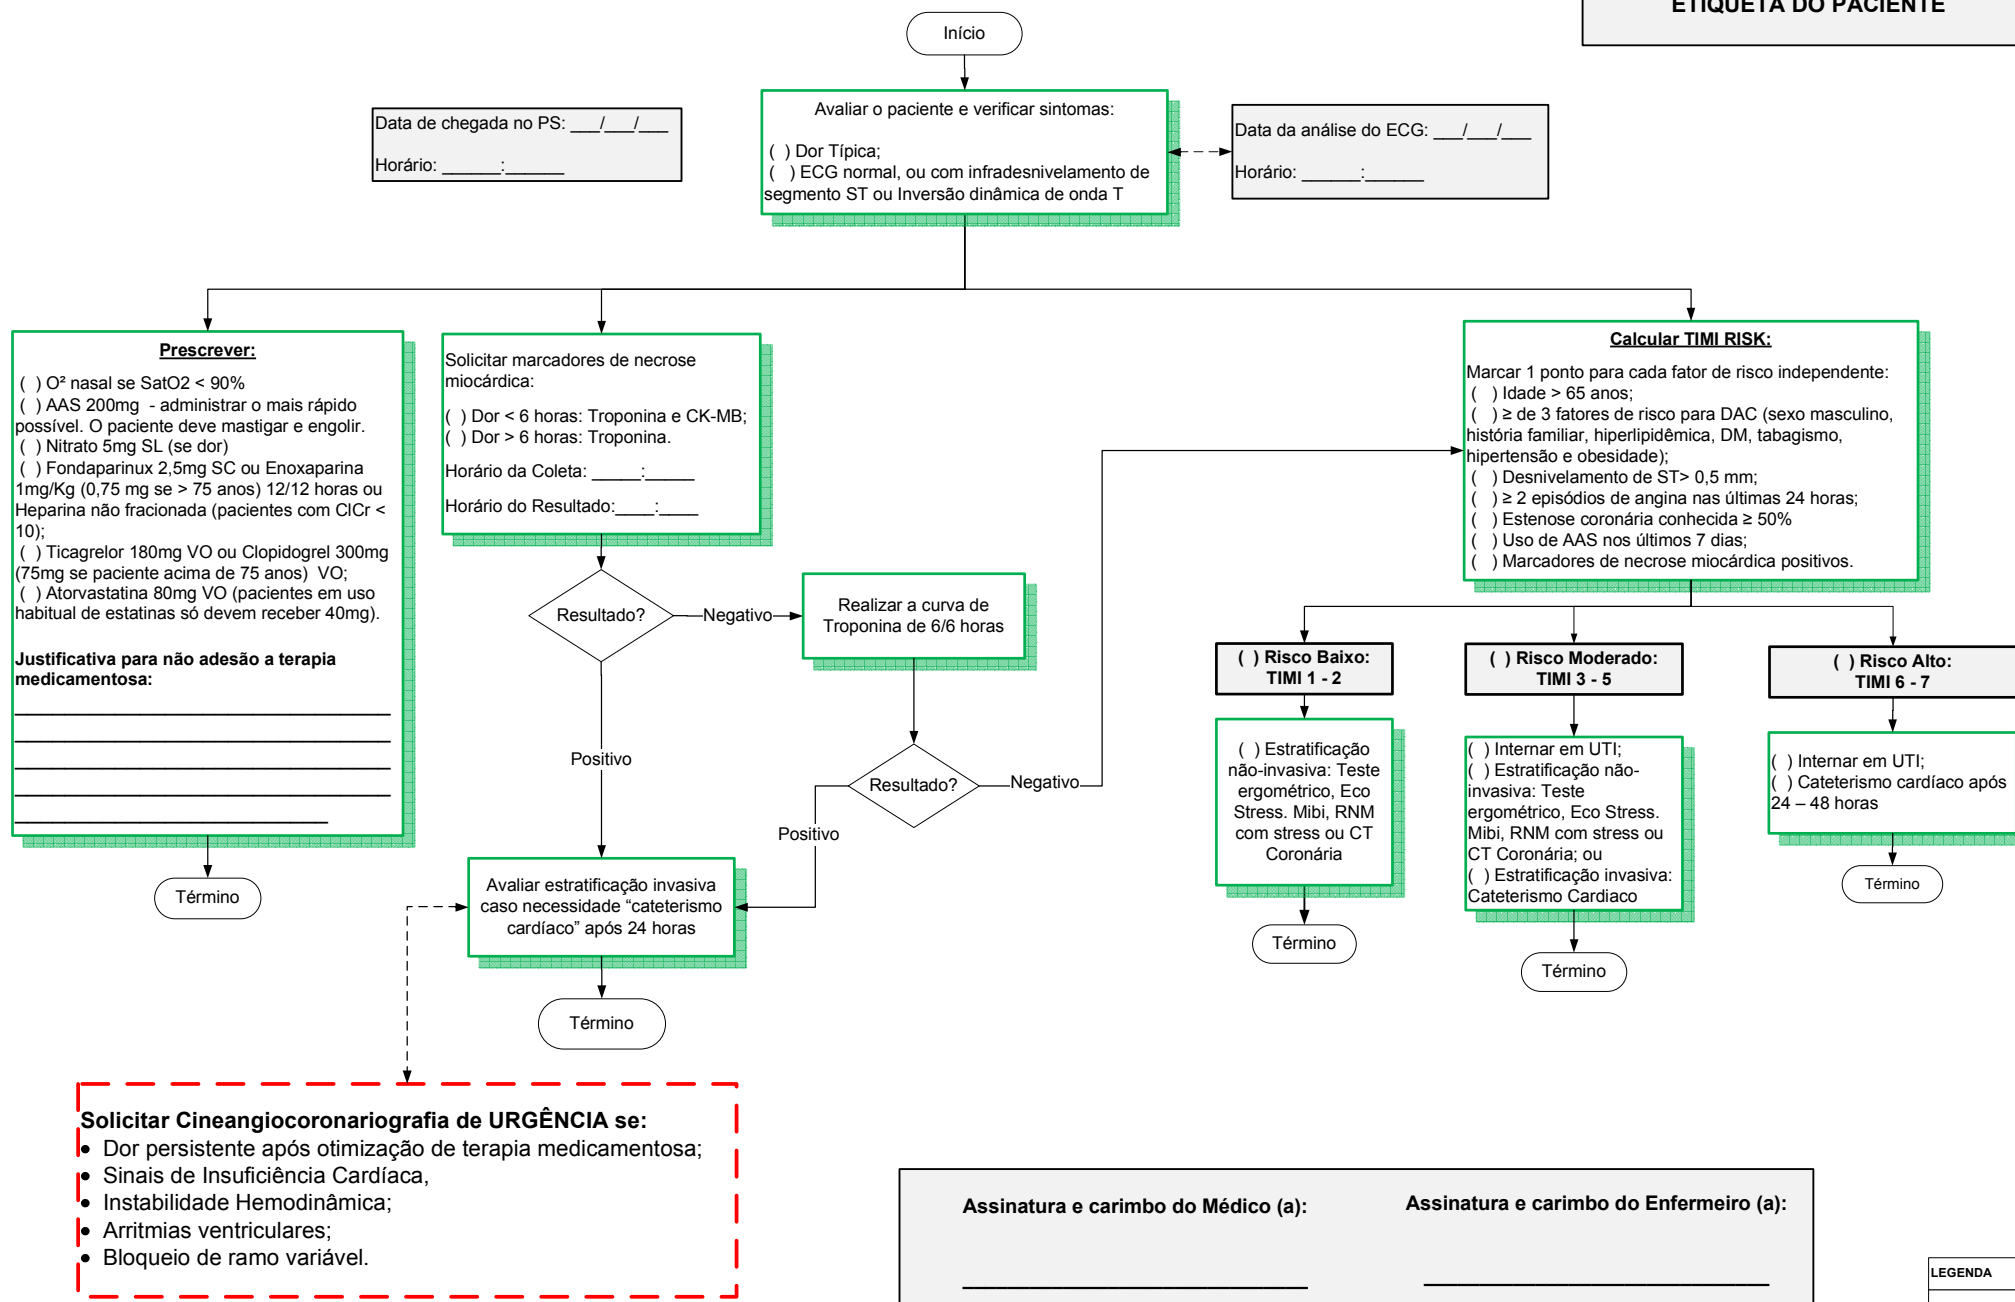 ETIQUETA DO PACIENTE
Início
Data de chegada no PS: ___/___/___
Horário: ______:______
Avaliar o paciente e verificar sintomas:
( ) Dor Típica;
( ) ECG normal, ou com infradesnivelamento de
segmento ST ou Inversão dinâmica de onda T
Data da análise do ECG: ___/___/___
Horário: ______:______
Prescrever:
( ) O² nasal se SatO2 < 90%
( ) AAS 200mg - administrar o mais rápido
possível. O paciente deve mastigar e engolir.
( ) Nitrato 5mg SL (se dor)
( ) Fondaparinux 2,5mg SC ou Enoxaparina
1mg/Kg (0,75 mg se > 75 anos) 12/12 horas ou
Heparina não fracionada (pacientes com ClCr <
10);
( ) Ticagrelor 180mg VO ou Clopidogrel 300mg
(75mg se paciente acima de 75 anos) VO;
( ) Atorvastatina 80mg VO (pacientes em uso
habitual de estatinas só devem receber 40mg).
Justificativa para não adesão a terapia
medicamentosa:
Término
Solicitar marcadores de necrose
miocárdica:
( ) Dor < 6 horas: Troponina e CK-MB;
( ) Dor > 6 horas: Troponina.
Horário da Coleta: _____:_____
Horário do Resultado:____:____
Resultado?
Negativo
Realizar a curva de
Troponina de 6/6 horas
Positivo
Resultado?
Negativo
Positivo
Avaliar estratificação invasiva
caso necessidade “cateterismo
cardíaco” após 24 horas
Término
Calcular TIMI RISK:
Marcar 1 ponto para cada fator de risco independente:
( ) Idade > 65 anos;
( ) ≥ de 3 fatores de risco para DAC (sexo masculino,
história familiar, hiperlipidêmica, DM, tabagismo,
hipertensão e obesidade);
( ) Desnivelamento de ST> 0,5 mm;
( ) ≥ 2 episódios de angina nas últimas 24 horas;
( ) Estenose coronária conhecida ≥ 50%
( ) Uso de AAS nos últimos 7 dias;
( ) Marcadores de necrose miocárdica positivos.
( ) Risco Baixo:
TIMI 1 - 2
( ) Estratificação
não-invasiva: Teste
ergométrico, Eco
Stress. Mibi, RNM
com stress ou CT
Coronária
Término
( ) Risco Moderado:
TIMI 3 - 5
( ) Internar em UTI;
( ) Estratificação não-
invasiva: Teste
ergométrico, Eco Stress.
Mibi, RNM com stress ou
CT Coronária; ou
( ) Estratificação invasiva:
Cateterismo Cardiaco
Término
( ) Risco Alto:
TIMI 6 - 7
( ) Internar em UTI;
( ) Cateterismo cardíaco após
24 – 48 horas
Término
Solicitar Cineangiocoronariografia de URGÊNCIA se:
• Dor persistente após otimização de terapia medicamentosa;
• Sinais de Insuficiência Cardíaca,
• Instabilidade Hemodinâmica;
• Arritmias ventriculares;
• Bloqueio de ramo variável.
Assinatura e carimbo do Médico (a):
Assinatura e carimbo do Enfermeiro (a):
LEGENDA